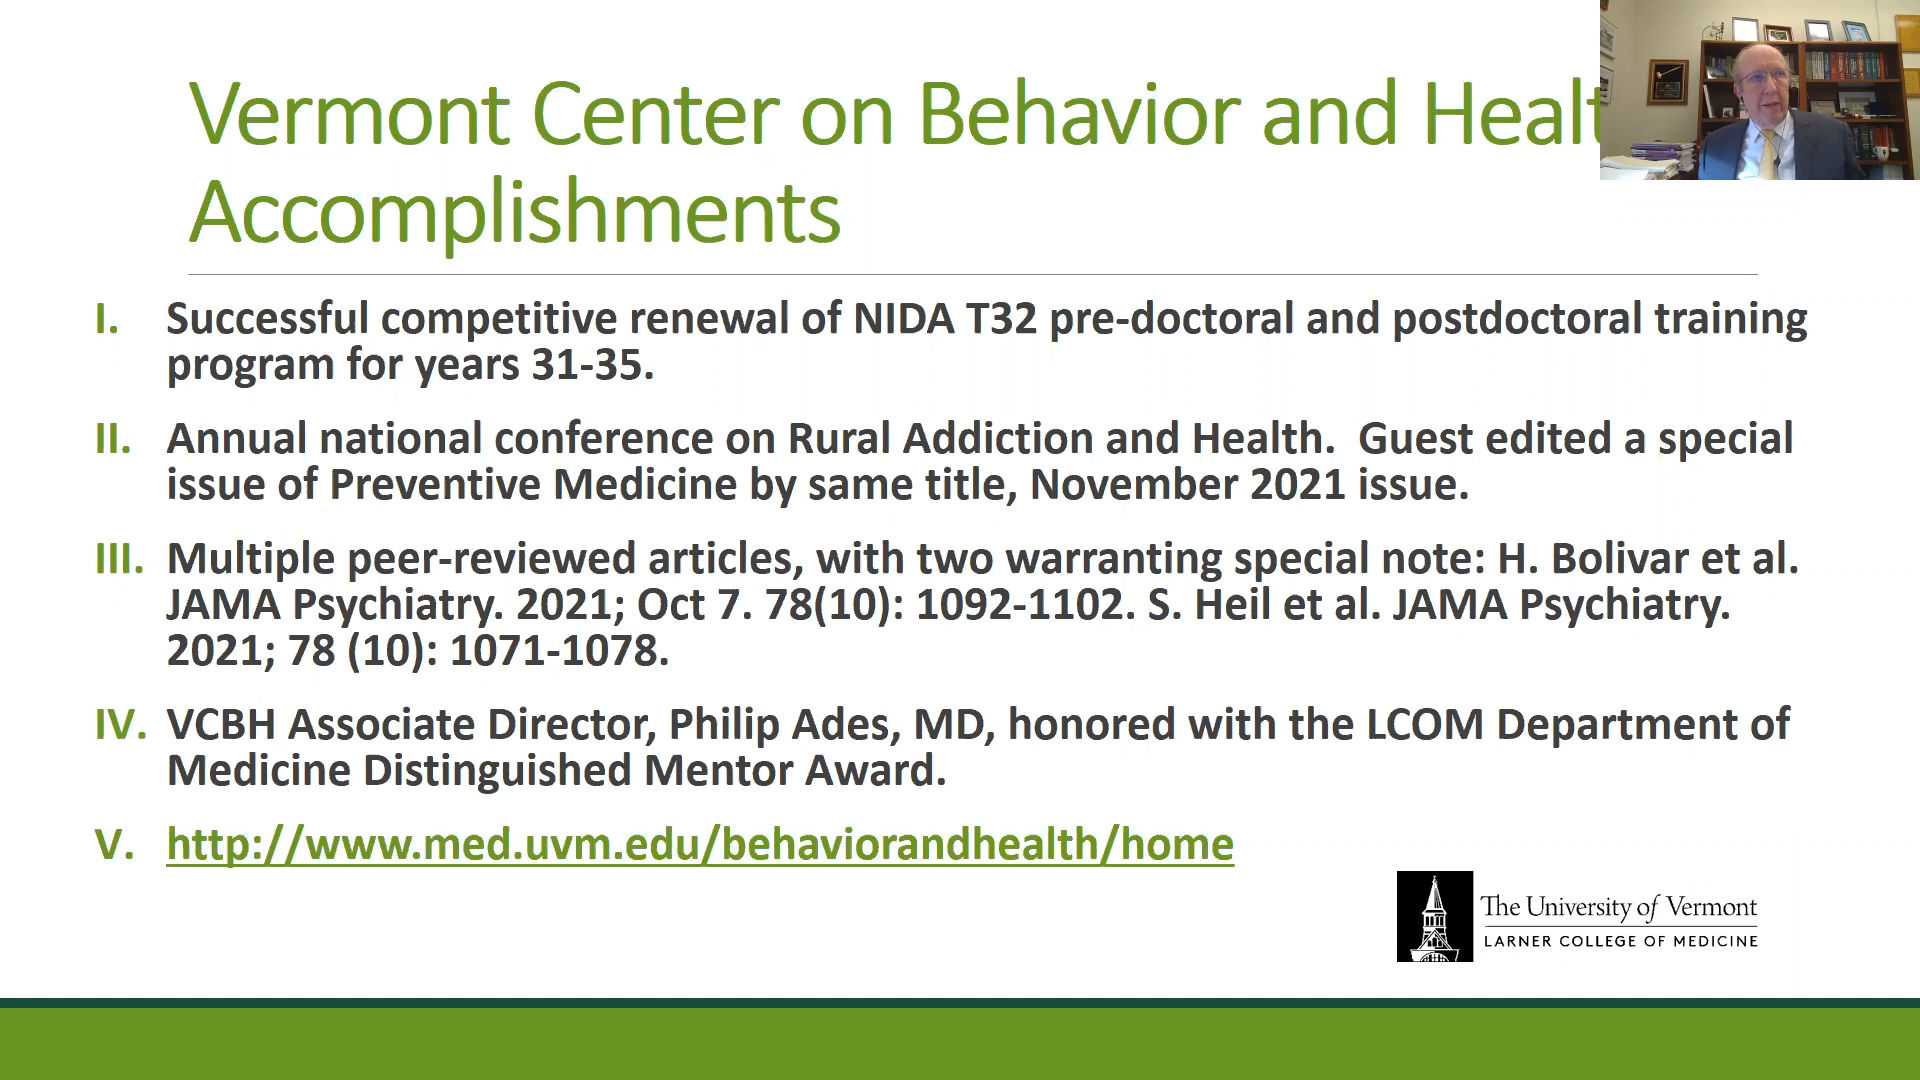 Vermont Center on Behavior and Healt
Accomplishments
I. Successful competitive renewal of NIDA T32 pre-doctoral and postdoctoral training
program for years 31-35.
II. Annual national conference on Rural Addiction and Health.  Guest edited a special
issue of Preventive Medicine by same title, November 2021 issue.
III. Multiple peer-reviewed articles, with two warranting special note: H. Bolivar et al.
JAMA Psychiatry. 2021; Oct 7. 78(10): 1092-1102. S. Heil et al. JAMA Psychiatry.
2021; 78 (10): 1071-1078.
IV. VCBH Associate Director, Philip Ades, MD, honored with the LCOM Department of
Medicine Distinguished Mentor Award.
V. http://www.med.uvm.edu/behaviorandhealth/home
The University of Vermont
LARNER COLLEGE OF MEDICINE